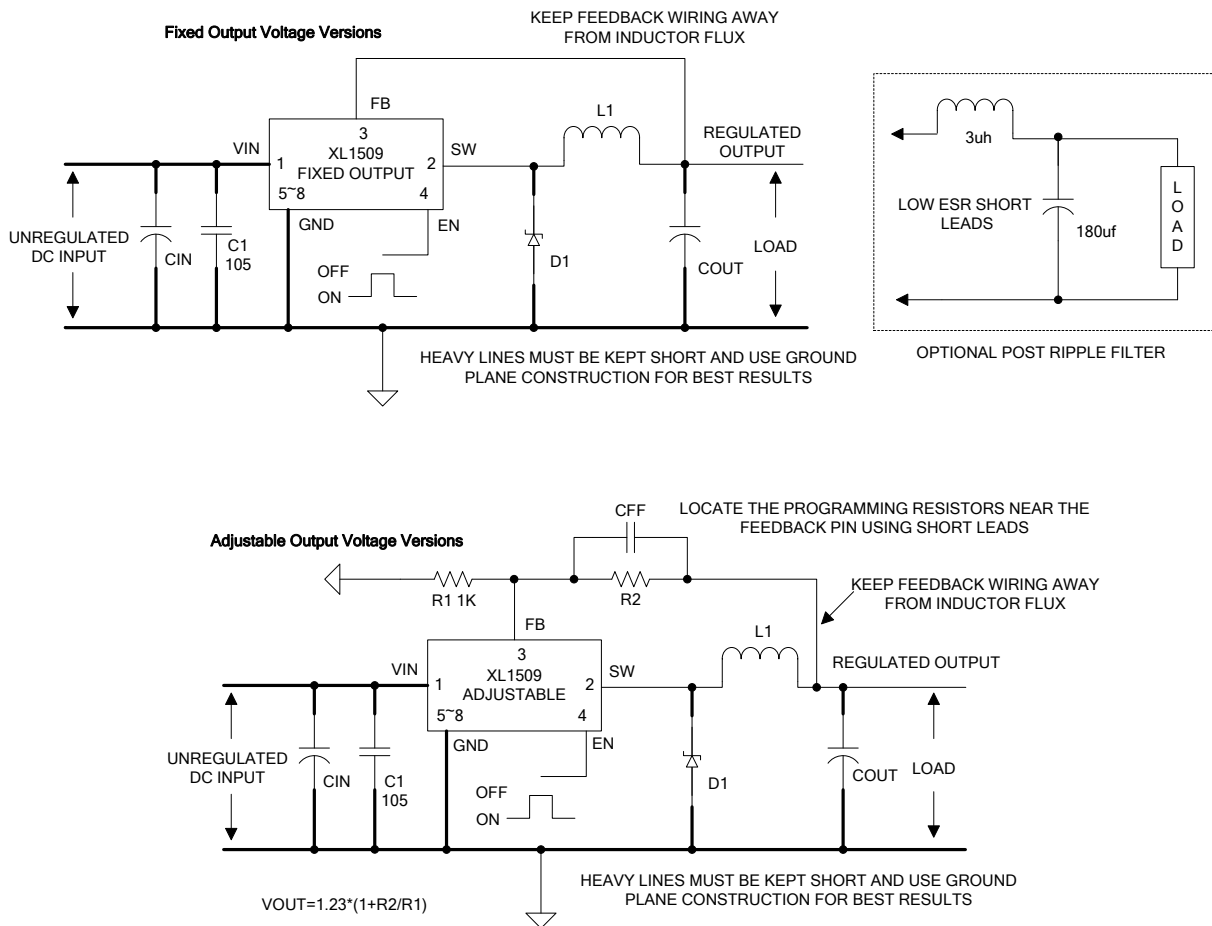 KEEP FEEDBACK WIRING AWAY
FROM INDUCTOR FLUX
Fixed Output Voltage Versions
FB
3
XL1509
FIXED OUTPUT
VIN
1
2
SW
5~8
4
GND
EN
L1
REGULATED
OUTPUT
UNREGULATED
DC INPUT
CIN
C1
105
OFF
ON
D1
COUT
LOAD
HEAVY LINES MUST BE KEPT SHORT AND USE GROUND
PLANE CONSTRUCTION FOR BEST RESULTS
3uh
LOW ESR SHORT
LEADS
180uf
LOAD
OPTIONAL POST RIPPLE FILTER
Adjustable Output Voltage Versions
CFF
LOCATE THE PROGRAMMING RESISTORS NEAR THE
FEEDBACK PIN USING SHORT LEADS
R1 1K
R2
KEEP FEEDBACK WIRING AWAY
FROM INDUCTOR FLUX
FB
3
XL1509
ADJUSTABLE
VIN
1
2
SW
5~8
4
GND
EN
L1
REGULATED OUTPUT
UNREGULATED
DC INPUT
CIN
C1
105
OFF
ON
D1
COUT
LOAD
HEAVY LINES MUST BE KEPT SHORT AND USE GROUND
PLANE CONSTRUCTION FOR BEST RESULTS
VOUT=1.23*(1+R2/R1)